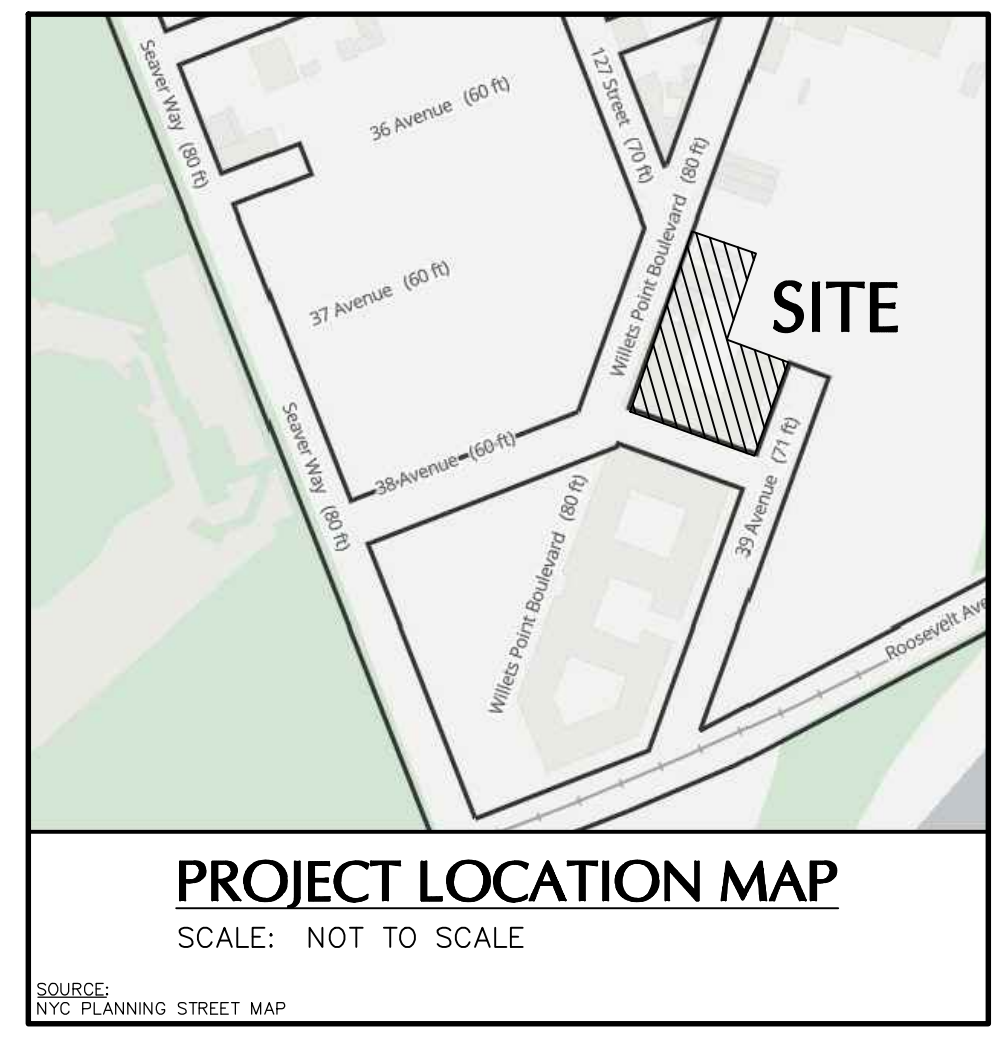 Seaver Way (80 ft)
36 Avenue (60 ft)
127 Street (70 ft)
Willets Point Boulevard (80 ft)
37 Avenue (60 ft)
SITE
Seaver Way (80 ft)
38 Avenue (60 ft)
39 Avenue (71 ft)
Willets Point Boulevard (80 ft)
Roosevelt Ave
PROJECT LOCATION MAP
SCALE: NOT TO SCALE
SOURCE:
NYC PLANNING STREET MAP